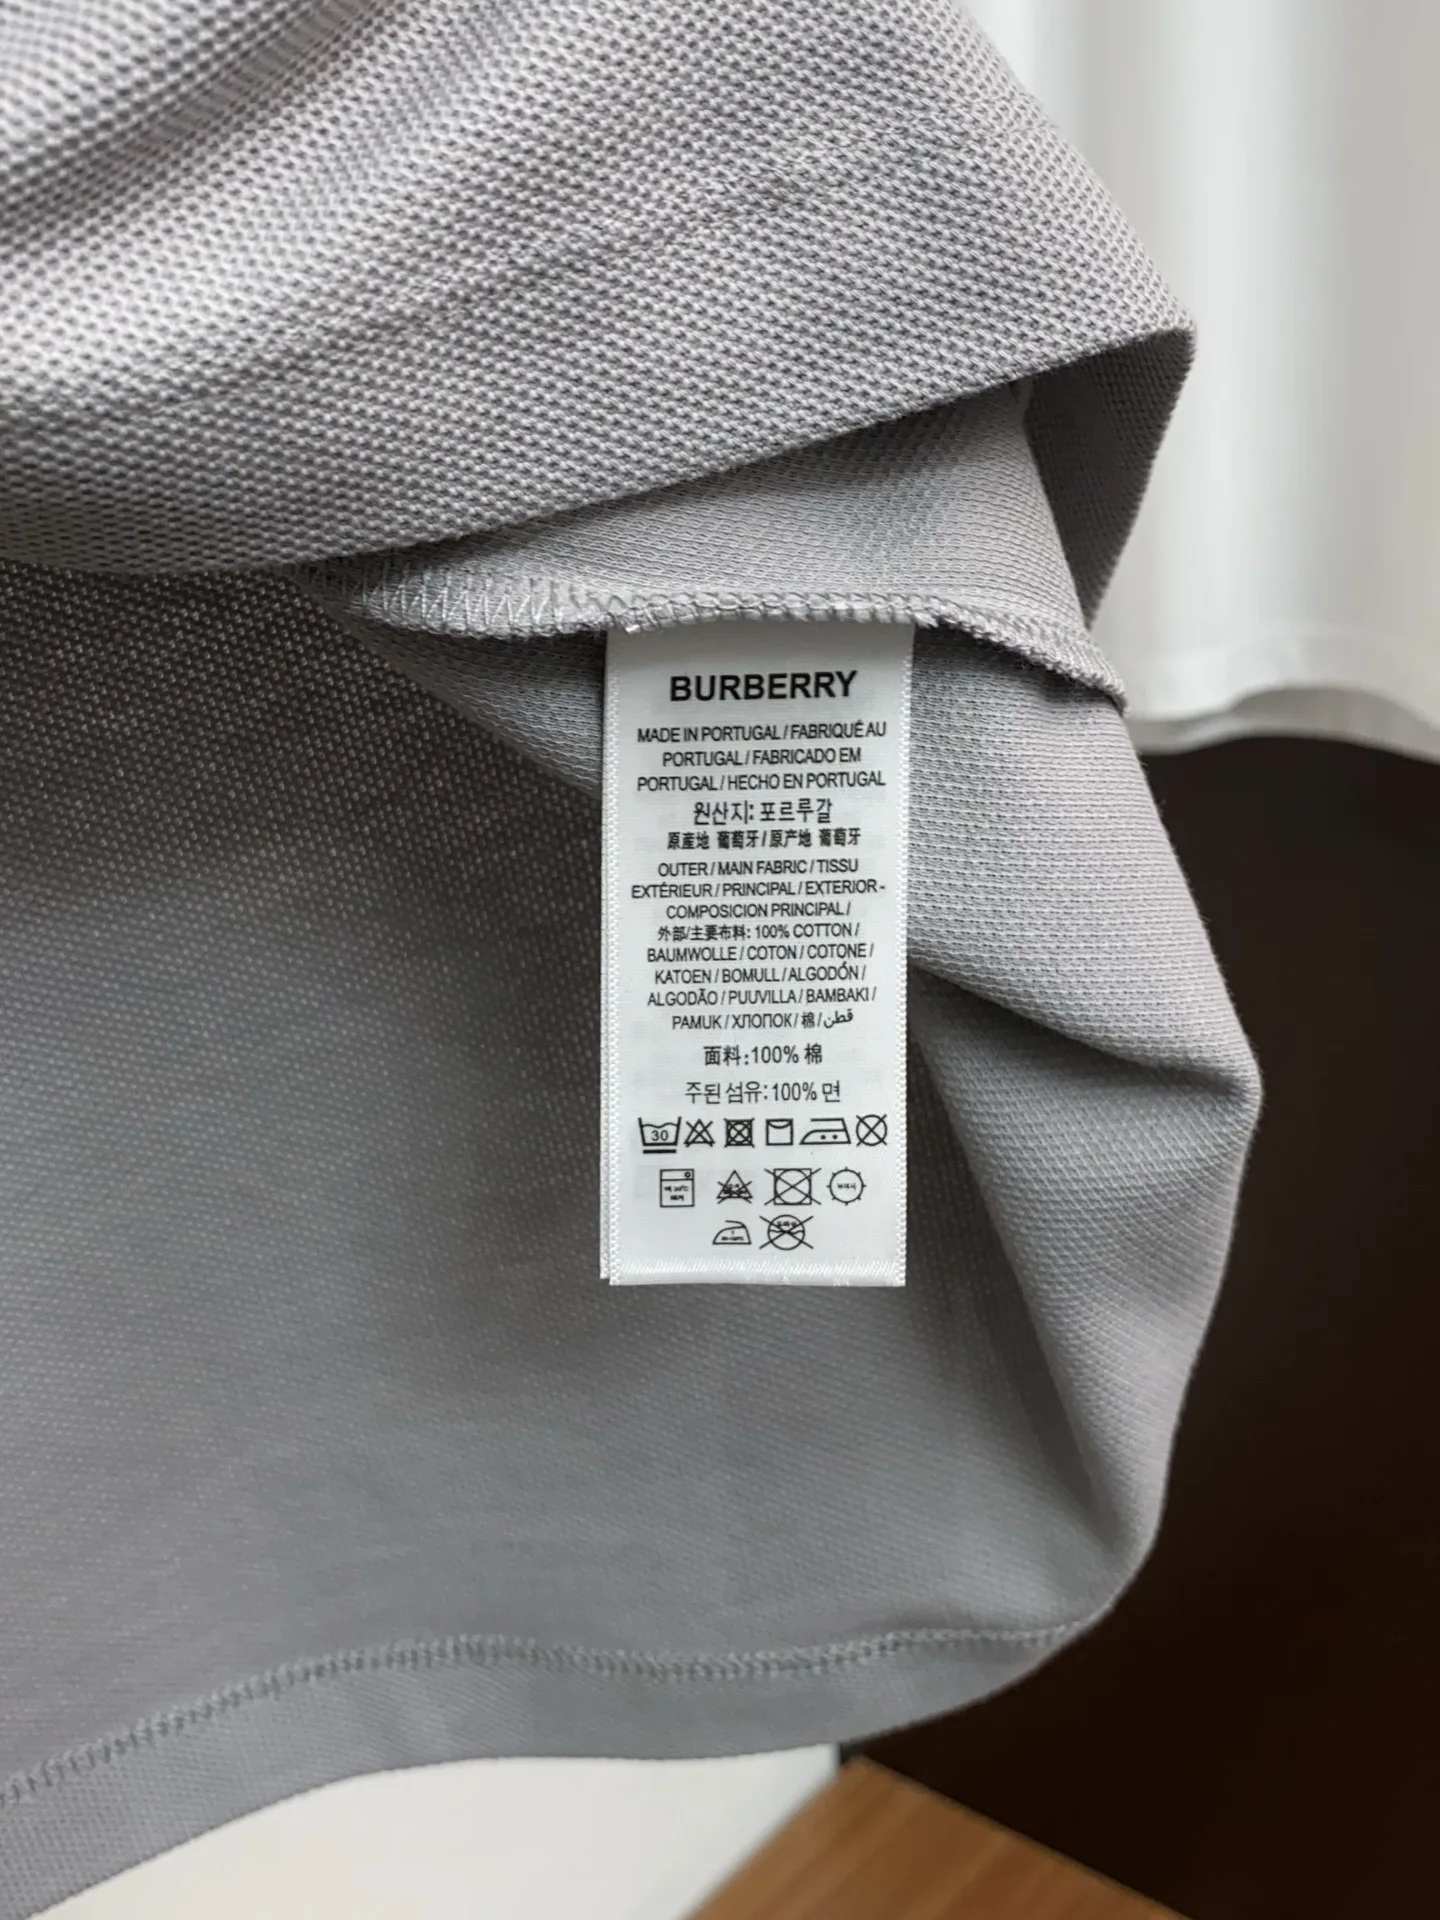 BURBERRY
MADE IN PORTUGAL / FABRIQUÉ AU
PORTUGAL / FABRICADO EM
PORTUGAL / HECHO EN PORTUGAL
원산지: 포르투갈
原産地 葡萄牙 / 原产地 葡萄牙
OUTER / MAIN FABRIC / TISSU
EXTÉRIEUR / PRINCIPAL / EXTERIOR -
COMPOSICION PRINCIPAL /
外部/主要布料: 100% COTTON /
BAUMWOLLE / COTON / COTONE /
KATOEN / BOMULL / ALGODÓN /
ALGODÃO / PUUVILLA / BAMBAKI /
PAMUK / ХЛОПОК / 棉 / قطن
面料: 100% 棉
주된 섬유: 100% 면
30